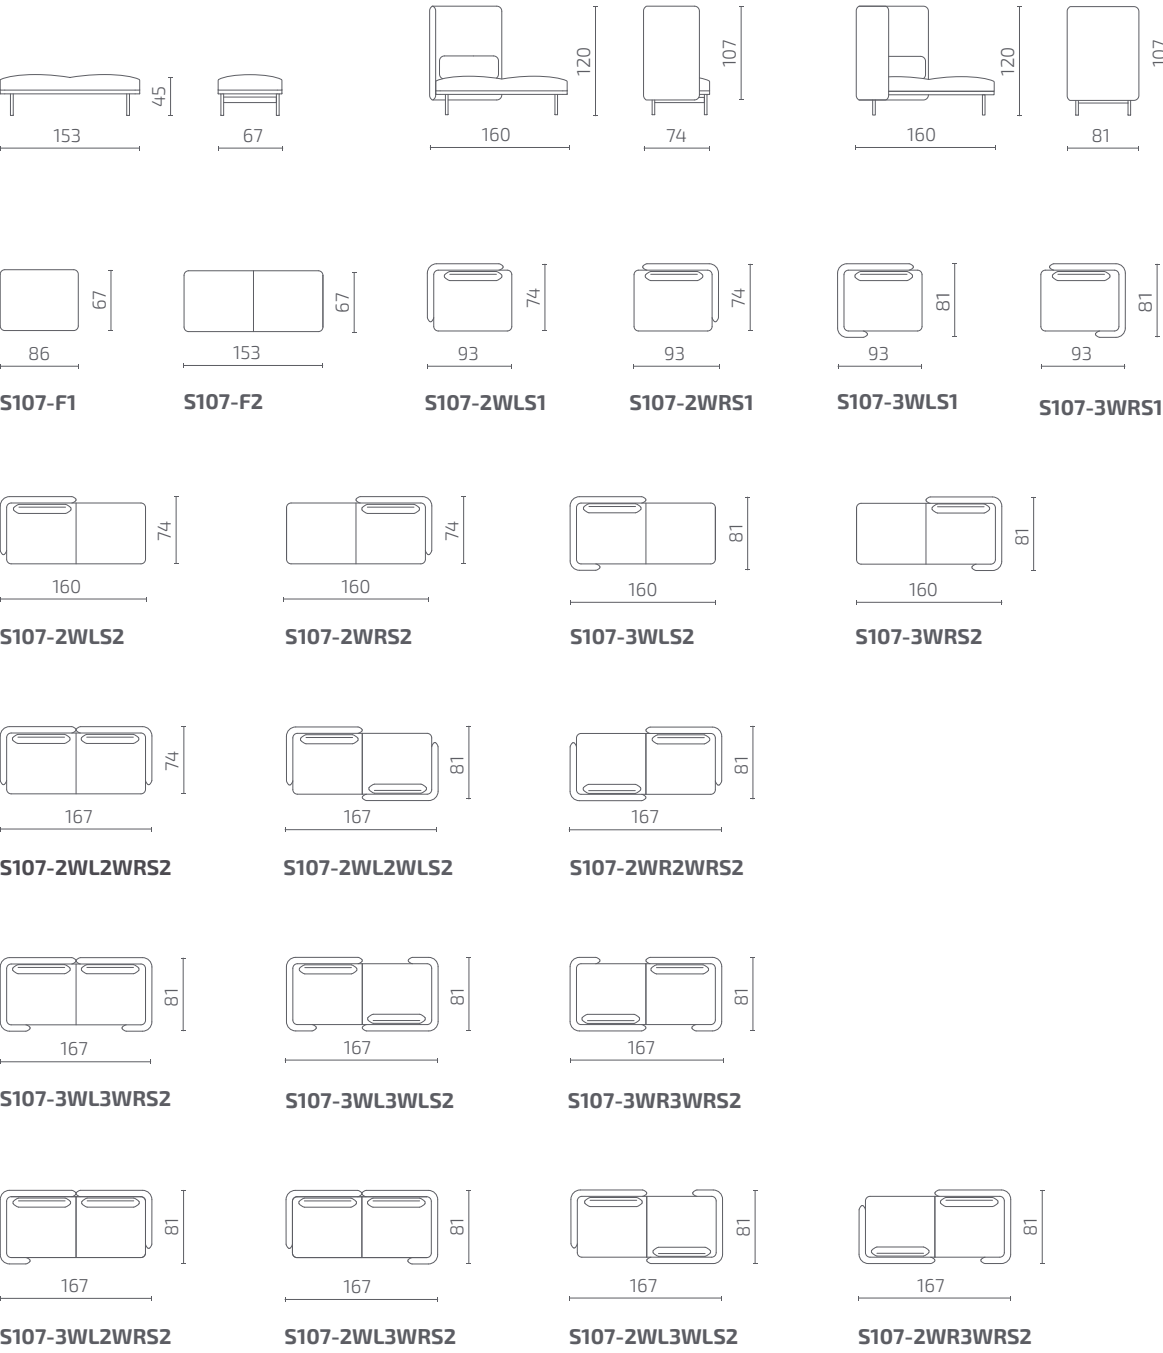 45
153
67
120
160
107
74
120
160
107
81
67
86
67
153
74
93
74
93
81
93
81
93
S107-F1
S107-F2
S107-2WLS1
S107-2WRS1
S107-3WLS1
S107-3WRS1
74
160
74
160
81
160
81
160
S107-2WLS2
S107-2WRS2
S107-3WLS2
S107-3WRS2
74
167
81
167
81
167
S107-2WL2WRS2
S107-2WL2WLS2
S107-2WR2WRS2
81
167
81
167
81
167
S107-3WL3WRS2
S107-3WL3WLS2
S107-3WR3WRS2
81
167
81
167
81
167
81
167
S107-3WL2WRS2
S107-2WL3WRS2
S107-2WL3WLS2
S107-2WR3WRS2